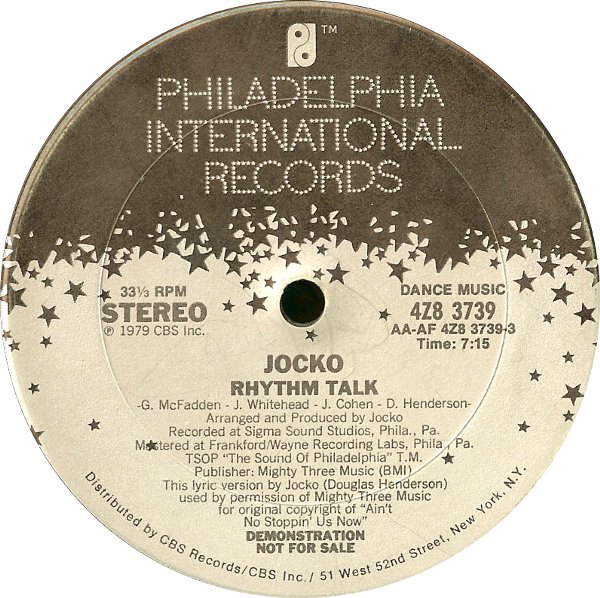 TM
PHILADELPHIA
INTERNATIONAL
RECORDS
33⅓ RPM
STEREO
℗ 1979 CBS Inc.
DANCE MUSIC
4Z8 3739
AA-AF 4Z8 3739-3
Time: 7:15
JOCKO
RHYTHM TALK
-G. McFadden - J. Whitehead - J. Cohen - D. Henderson-
Arranged and Produced by Jocko
Recorded at Sigma Sound Studios, Phila., Pa.
Mastered at Frankford/Wayne Recording Labs, Phila., Pa.
TSOP "The Sound Of Philadelphia" T.M.
Publisher: Mighty Three Music (BMI)
This lyric version by Jocko (Douglas Henderson)
used by permission of Mighty Three Music
for original copyright of "Ain't
No Stoppin' Us Now"
DEMONSTRATION
NOT FOR SALE
Distributed by CBS Records/CBS Inc./ 51 West 52nd Street, New York, N.Y.